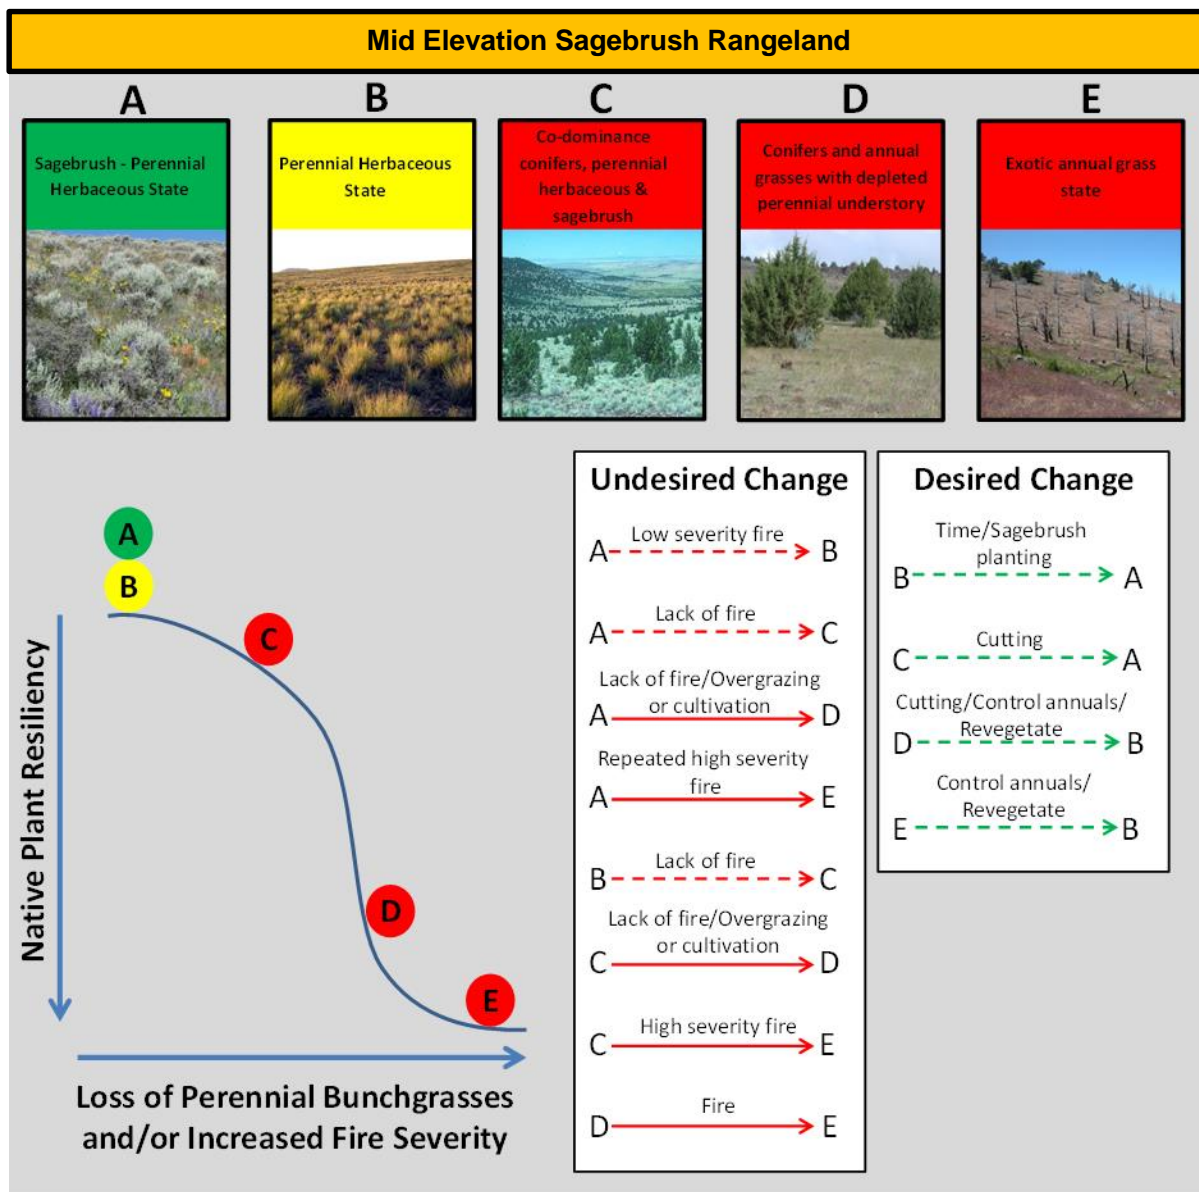 Mid Elevation Sagebrush Rangeland
A
B
C
D
E
Sagebrush - Perennial
Herbaceous State
Perennial Herbaceous
State
Co-dominance
conifers, perennial
herbaceous &
sagebrush
Conifers and annual
grasses with depleted
perennial understory
Exotic annual grass
state
A
B
C
D
E
Native Plant Resiliency
Loss of Perennial Bunchgrasses
and/or Increased Fire Severity
Undesired Change
Low severity fire
A B
Lack of fire
A C
Lack of fire/Overgrazing
or cultivation
A D
Repeated high severity
fire
A E
Lack of fire
B C
Lack of fire/Overgrazing
or cultivation
C D
High severity fire
C E
Fire
D E
Desired Change
Time/Sagebrush
planting
B A
Cutting
C A
Cutting/Control annuals/
Revegetate
D B
Control annuals/
Revegetate
E B